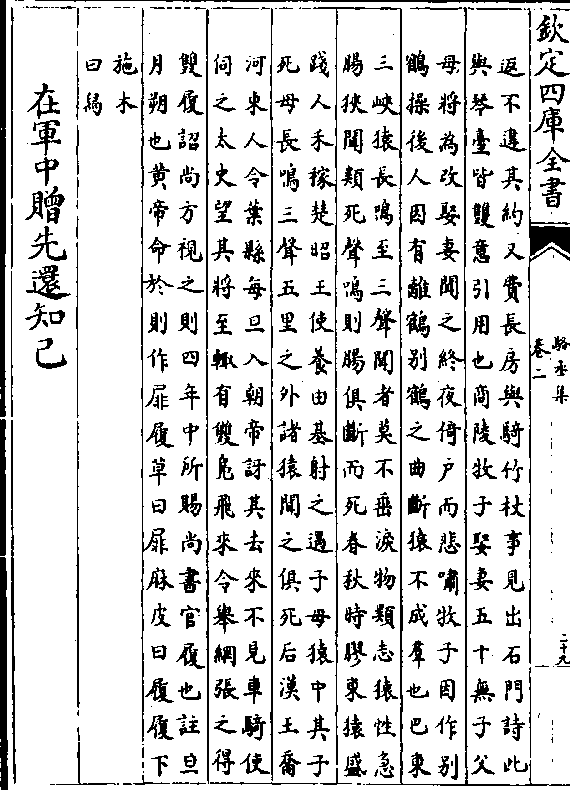 欽定四庫全書
駱丞集
卷二
二十九
返不違其約又費長房與騎竹杖事見出石門詩此
與琴臺皆雙意引用也商陵牧子娶妻五十無子父
母將為改娶妻聞之終夜倚户而悲嘯牧子因作别
鶴操後人因有離鶴别鶴之曲斷猿不成羣也巴東
三峽猿長鳴至三聲聞者莫不垂淚物類志猿性急
腸狹聞類死聲鳴則腸俱斷而死春秋時膠東猿盛
踐人禾稼楚昭王使養由基射之遇子母猿中其子
死母長鳴三聲五里之外諸猿聞之俱死后漢王喬
河東人令葉縣每旦入朝帝訝其去來不見車騎使
伺之太史望其將至輙有雙鳬飛來令舉網張之得
雙履詔尚方視之則四年中所賜尚書官履也註旦
月朔也黄帝命於則作扉履草曰扉麻皮曰履履下
施木
曰舄
在軍中贈先還知己